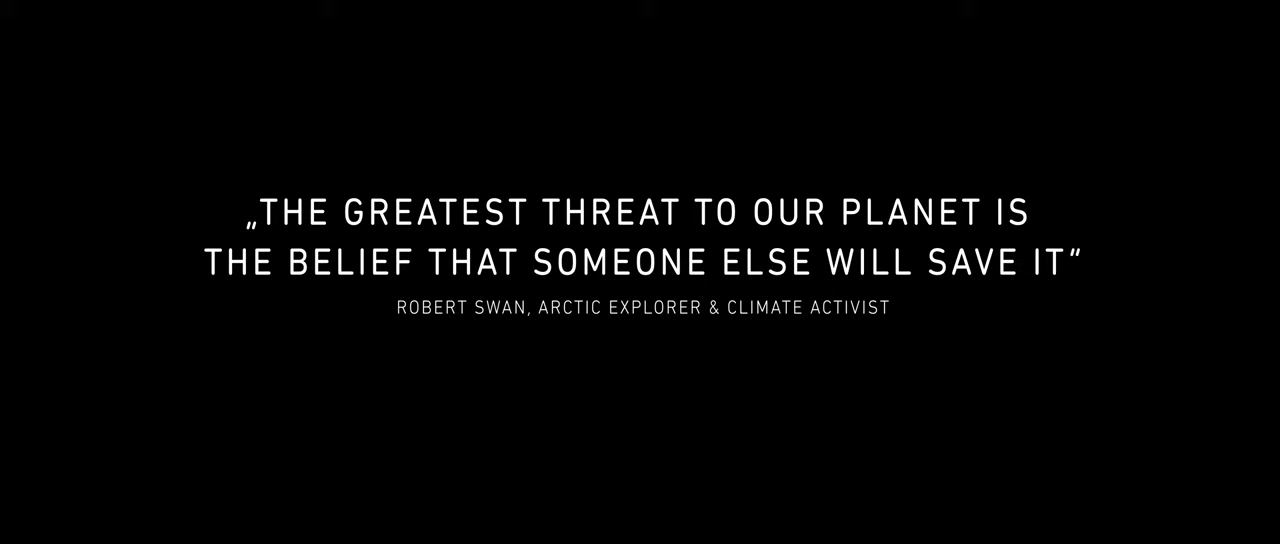 „THE GREATEST THREAT TO OUR PLANET IS
THE BELIEF THAT SOMEONE ELSE WILL SAVE IT”
ROBERT SWAN, ARCTIC EXPLORER & CLIMATE ACTIVIST